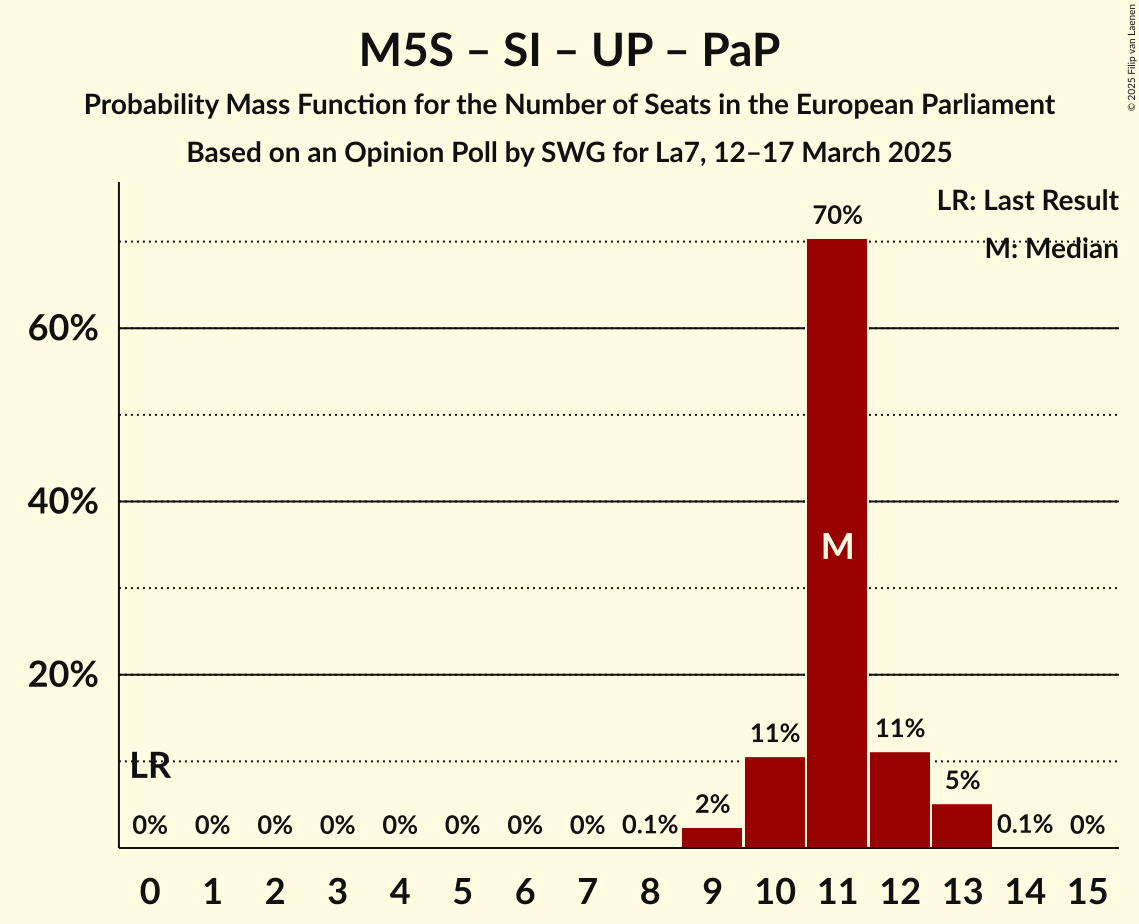 M5S – SI – UP – PaP
Probability Mass Function for the Number of Seats in the European Parliament
Based on an Opinion Poll by SWG for La7, 12–17 March 2025
© 2025 Filip van Laenen
LR: Last Result
M: Median
70%
60%
40%
M
20%
11%
11%
LR
5%
2%
0%
0%
0%
0%
0%
0%
0%
0%
0.1%
0.1%
0%
0 1 2 3 4 5 6 7 8 9 10 11 12 13 14 15